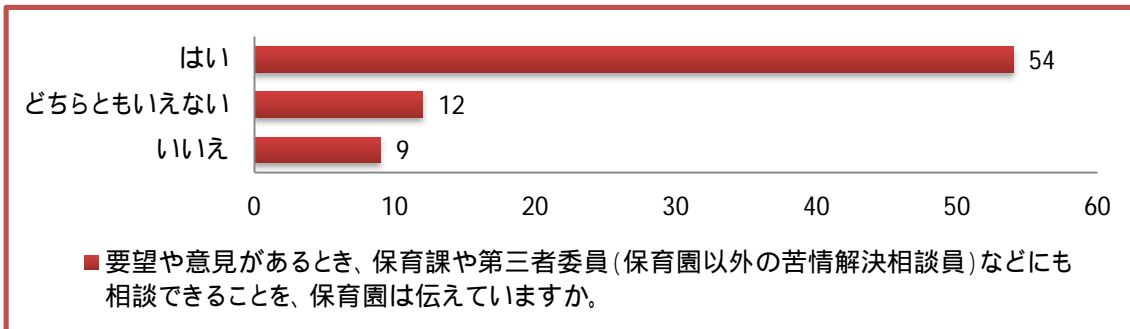 はい 54
どちらともいえない 12
いいえ 9
0 10 20 30 40 50 60
要望や意見があるとき、保育課や第三者委員(保育園以外の苦情解決相談員)などにも
相談できることを、保育園は伝えていますか。